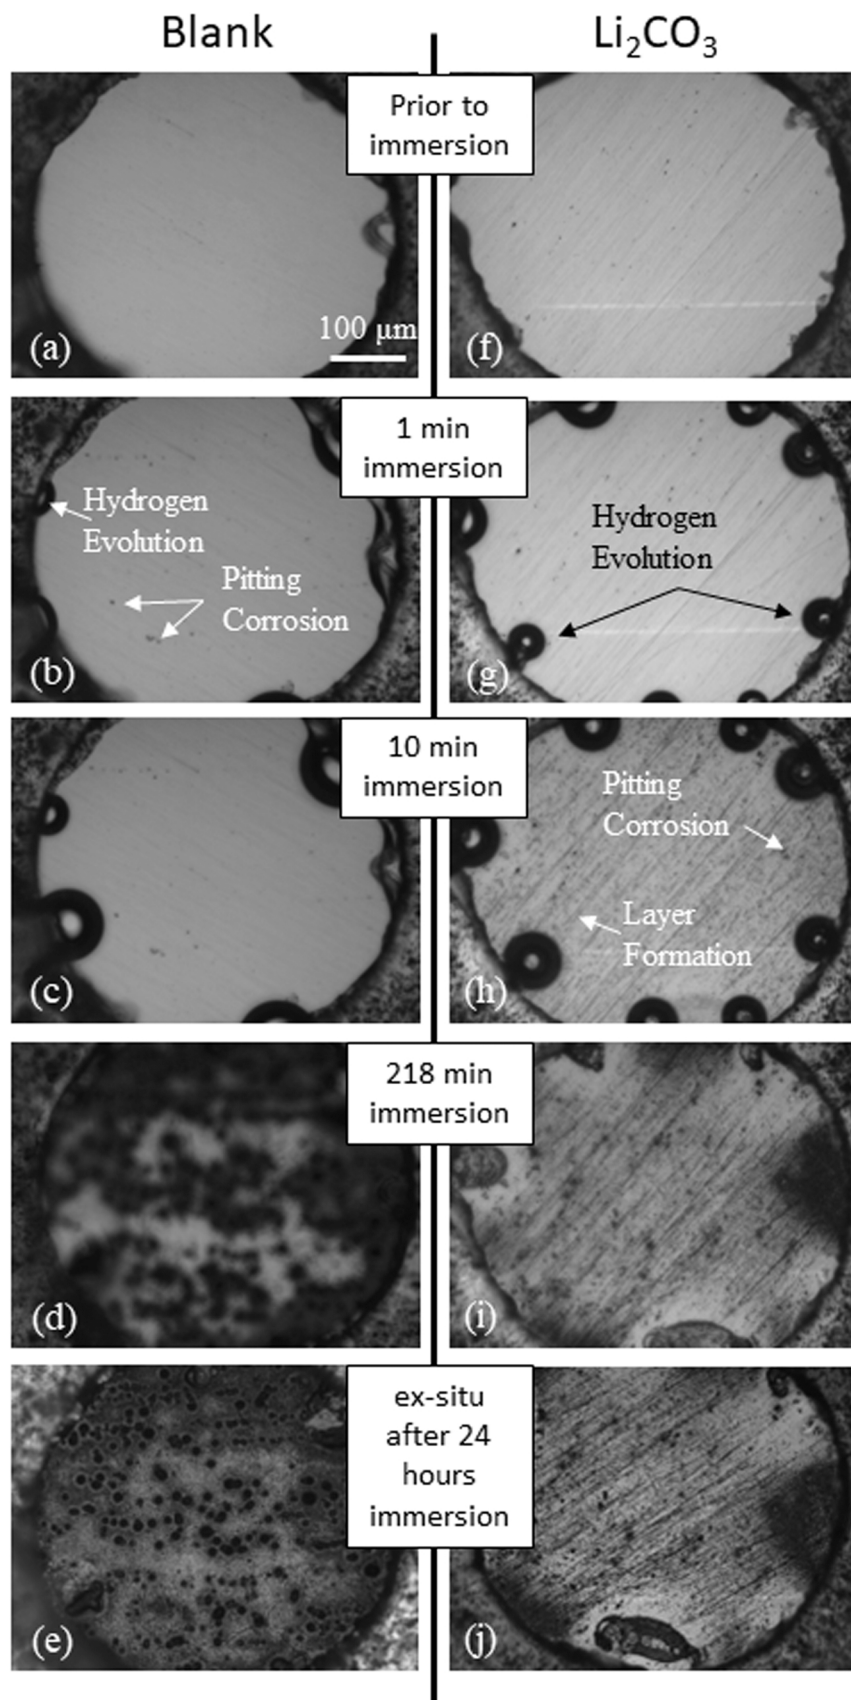 Blank
Li₂CO₃
Prior to
immersion
100 μm
(a)
(f)
1 min
immersion
Hydrogen
Evolution
Pitting
Corrosion
(b)
Hydrogen
Evolution
(g)
10 min
immersion
(c)
Pitting
Corrosion
Layer
Formation
(h)
218 min
immersion
(d)
(i)
ex-situ
after 24
hours
immersion
(e)
(j)